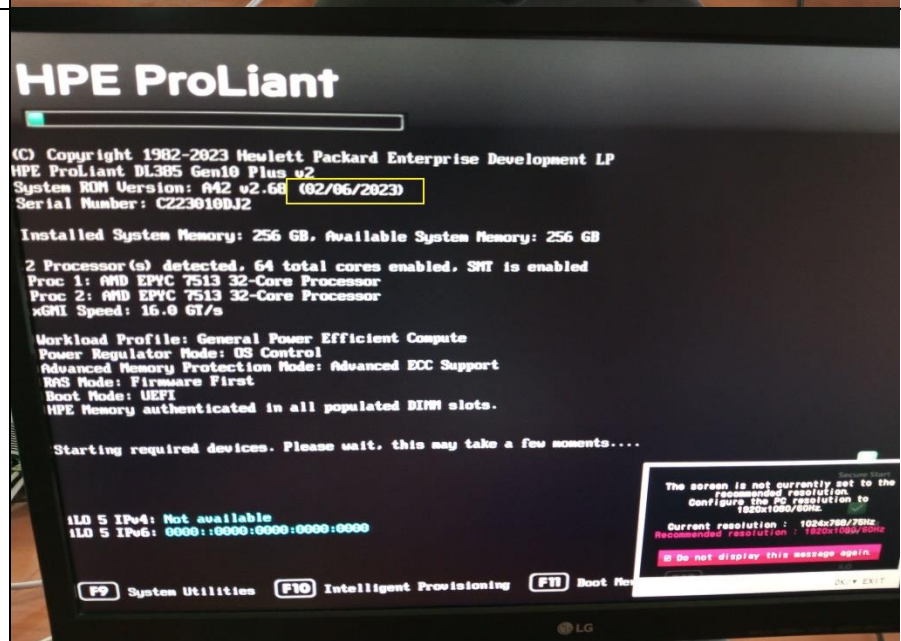 HPE ProLiant
(C) Copyright 1982-2023 Hewlett Packard Enterprise Development LP
HPE ProLiant DL385 Gen10 Plus v2
System ROM Version: A42 v2.68 (02/06/2023)
Serial Number: CZ23010DJ2
Installed System Memory: 256 GB, Available System Memory: 256 GB
2 Processor(s) detected, 64 total cores enabled, SMT is enabled
Proc 1: AMD EPYC 7513 32-Core Processor
Proc 2: AMD EPYC 7513 32-Core Processor
xGMI Speed: 16.0 GT/s
Workload Profile: General Power Efficient Compute
Power Regulator Mode: OS Control
Advanced Memory Protection Mode: Advanced ECC Support
RAS Mode: Firmware First
Boot Mode: UEFI
HPE Memory authenticated in all populated DIMM slots.
Starting required devices. Please wait, this may take a few moments....
iLO 5 IPv4: Not available
iLO 5 IPv6: 0000::0000:0000:0000:0000
Secure Start
The screen is not currently set to the
recommended resolution.
Configure the PC resolution to
1920x1080/60Hz.
Current resolution : 1024x768/76Hz
Recommended resolution : 1920x1080/60Hz
Do not display this message again.
OK/▼ EXIT
F9 System Utilities F10 Intelligent Provisioning F11 Boot
LG